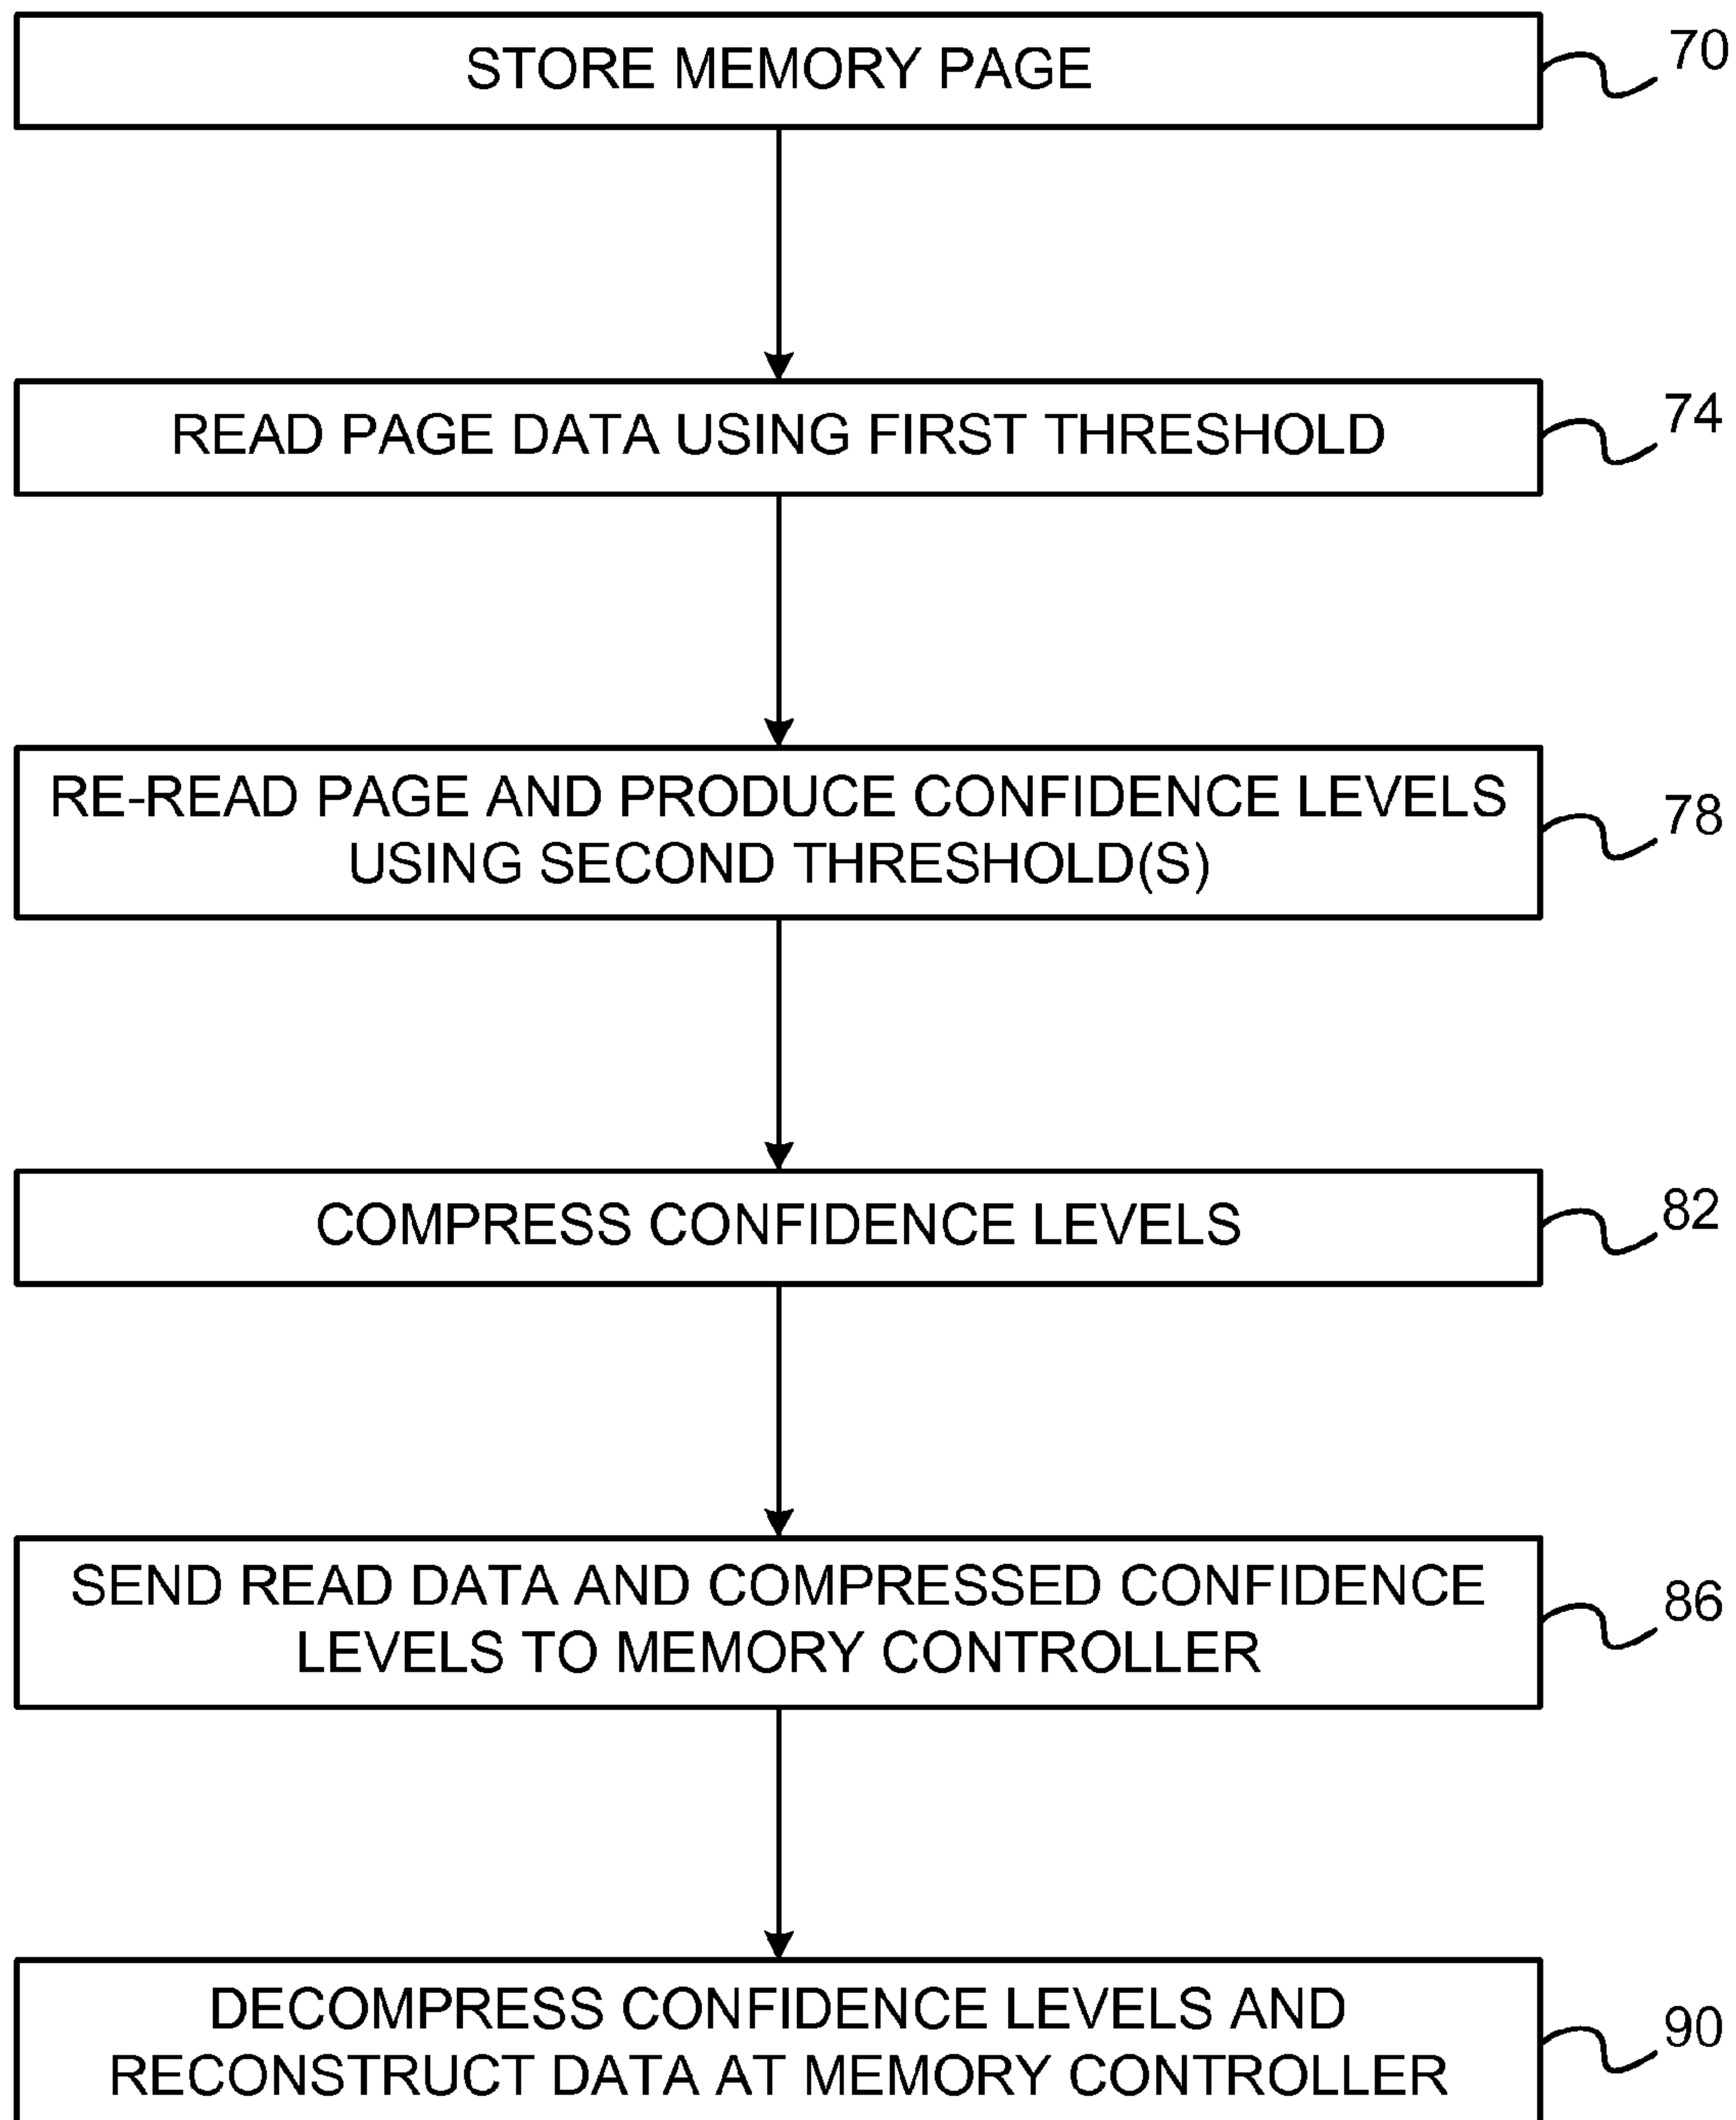 STORE MEMORY PAGE
70
READ PAGE DATA USING FIRST THRESHOLD
74
RE-READ PAGE AND PRODUCE CONFIDENCE LEVELS
USING SECOND THRESHOLD(S)
78
COMPRESS CONFIDENCE LEVELS
82
SEND READ DATA AND COMPRESSED CONFIDENCE
LEVELS TO MEMORY CONTROLLER
86
DECOMPRESS CONFIDENCE LEVELS AND
RECONSTRUCT DATA AT MEMORY CONTROLLER
90